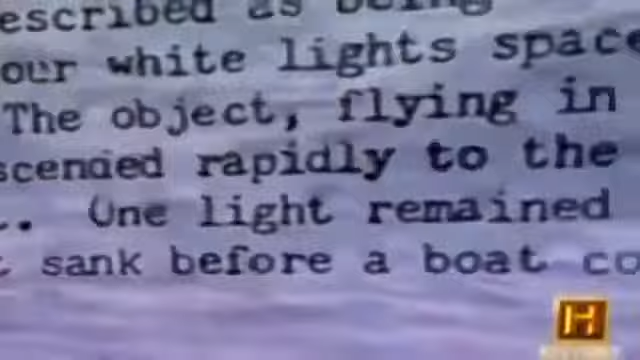 escribed as being
our white lights space
The object, flying in
scended rapidly to the
. One light remained
t sank before a boat co
H